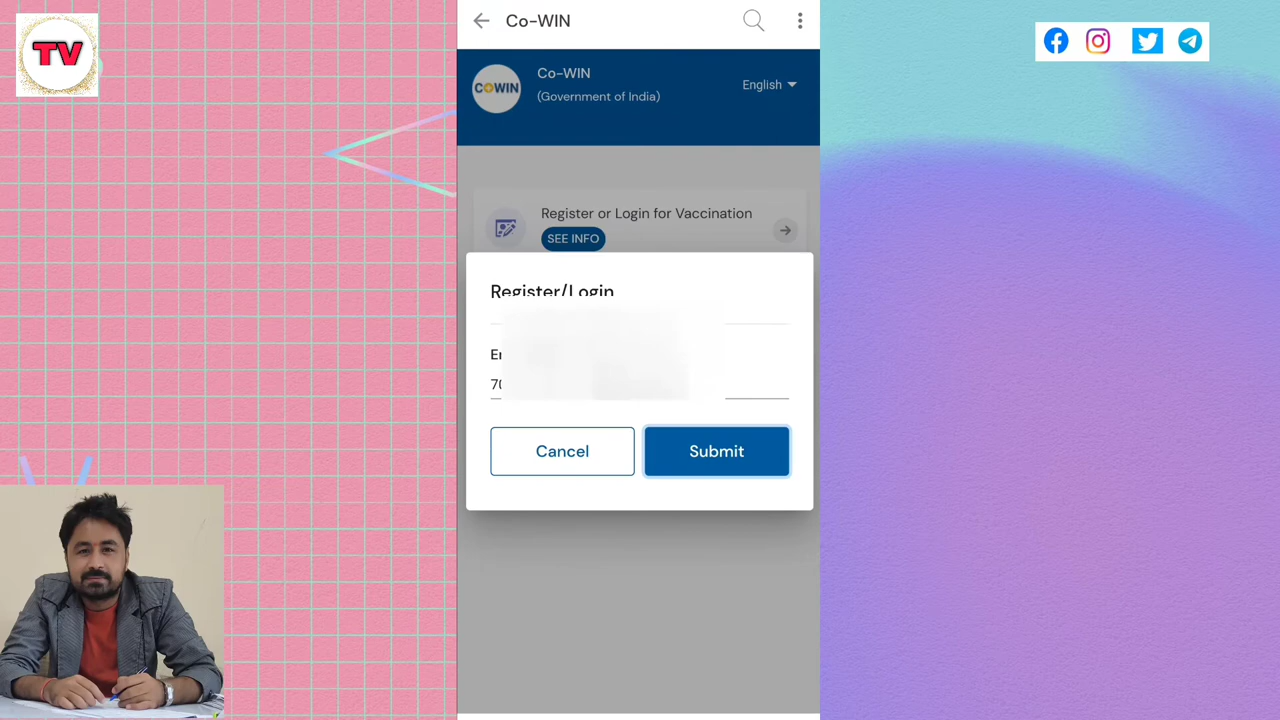 TV
Co-WIN
COWIN
Co-WIN
(Government of India)
English
Register or Login for Vaccination
SEE INFO
Register/Login
Cancel
Submit